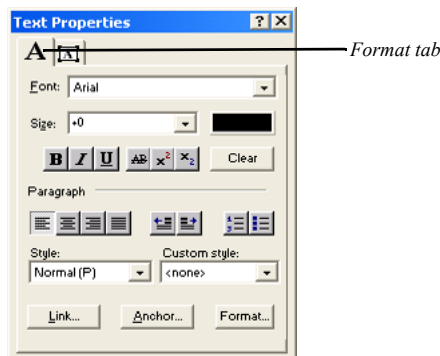 Text Properties
A A
Format tab
Font: Arial
Size: +0
B I U AB x² x₂ Clear
Paragraph
Style: Custom style:
Normal (P) <none>
Link... Anchor... Format...